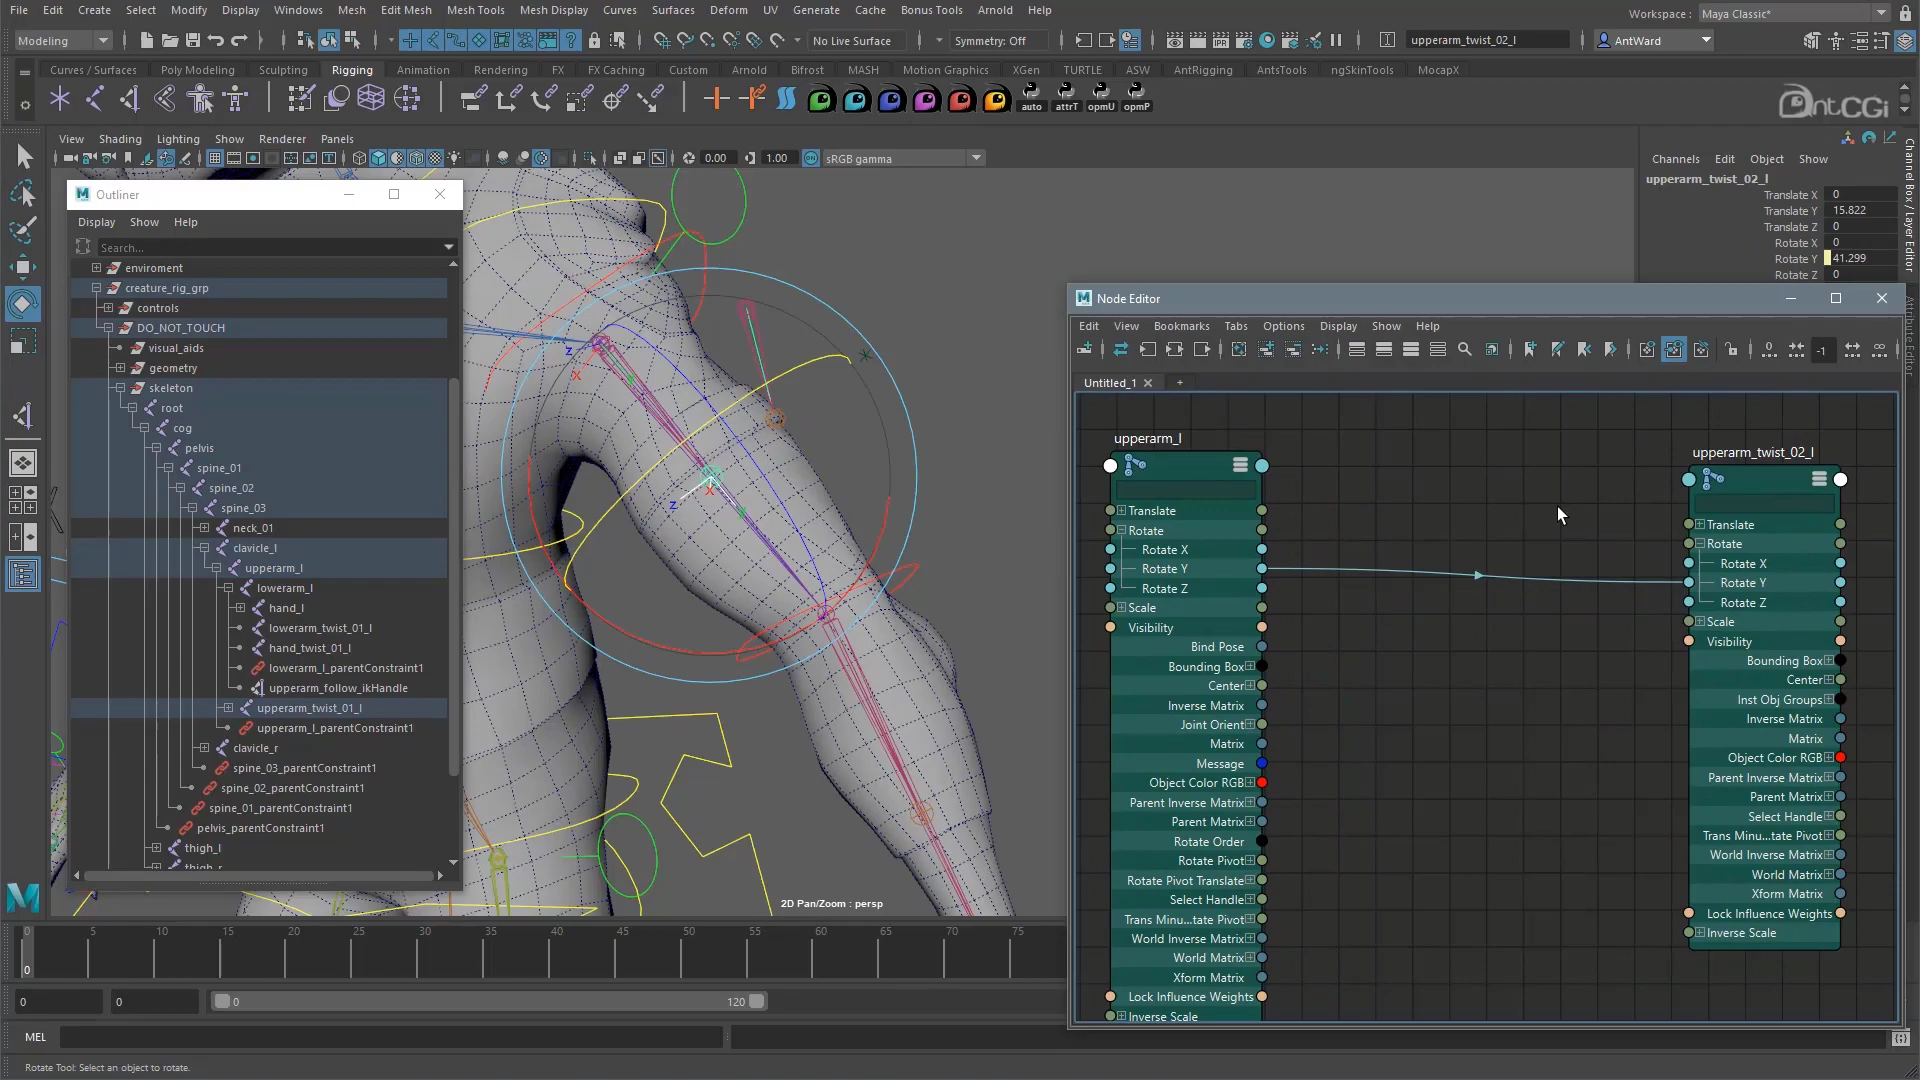 File Edit Create Select Modify Display Windows Mesh Edit Mesh Mesh Tools Mesh Display Curves Surfaces Deform UV Generate Cache Bonus Tools Arnold Help
Workspace : Maya Classic*
Modeling
No Live Surface
Symmetry: Off
IPR
upperarm_twist_02_l
AntWard
Curves / Surfaces Poly Modeling Sculpting Rigging Animation Rendering FX FX Caching Custom Arnold Bifrost MASH Motion Graphics XGen TURTLE ASW AntRigging AntsTools ngSkinTools MocapX
auto attrT opmU opmP
AntCGi
View Shading Lighting Show Renderer Panels
0.00
1.00
sRGB gamma
Channels Edit Object Show
upperarm_twist_02_l
Translate X 0
Translate Y 15.822
Translate Z 0
Rotate X 0
Rotate Y 41.299
Rotate Z 0
Channel Box / Layer Editor
Attribute Editor
Outliner
Display Show Help
Search...
enviroment
creature_rig_grp
controls
DO_NOT_TOUCH
visual_aids
geometry
skeleton
root
cog
pelvis
spine_01
spine_02
spine_03
neck_01
clavicle_l
upperarm_l
lowerarm_l
hand_l
lowerarm_twist_01_l
hand_twist_01_l
lowerarm_l_parentConstraint1
upperarm_follow_ikHandle
upperarm_twist_01_l
upperarm_l_parentConstraint1
clavicle_r
spine_03_parentConstraint1
spine_02_parentConstraint1
spine_01_parentConstraint1
pelvis_parentConstraint1
thigh_l
thigh_r
z
x
z
x
2D Pan/Zoom : persp
Node Editor
Edit View Bookmarks Tabs Options Display Show Help
-1
Untitled_1
upperarm_l
Translate
Rotate
Rotate X
Rotate Y
Rotate Z
Scale
Visibility
Bind Pose
Bounding Box
Center
Inverse Matrix
Joint Orient
Matrix
Message
Object Color RGB
Parent Inverse Matrix
Parent Matrix
Rotate Order
Rotate Pivot
Rotate Pivot Translate
Select Handle
Trans Minu...tate Pivot
World Inverse Matrix
World Matrix
Xform Matrix
Lock Influence Weights
Inverse Scale
upperarm_twist_02_l
Translate
Rotate
Rotate X
Rotate Y
Rotate Z
Scale
Visibility
Bounding Box
Center
Inst Obj Groups
Inverse Matrix
Matrix
Object Color RGB
Parent Inverse Matrix
Parent Matrix
Select Handle
Trans Minu...tate Pivot
World Inverse Matrix
World Matrix
Xform Matrix
Lock Influence Weights
Inverse Scale
0 5 10 15 20 25 30 35 40 45 50 55 60 65 70 75
0
0 0 0 120
MEL
Rotate Tool: Select an object to rotate.